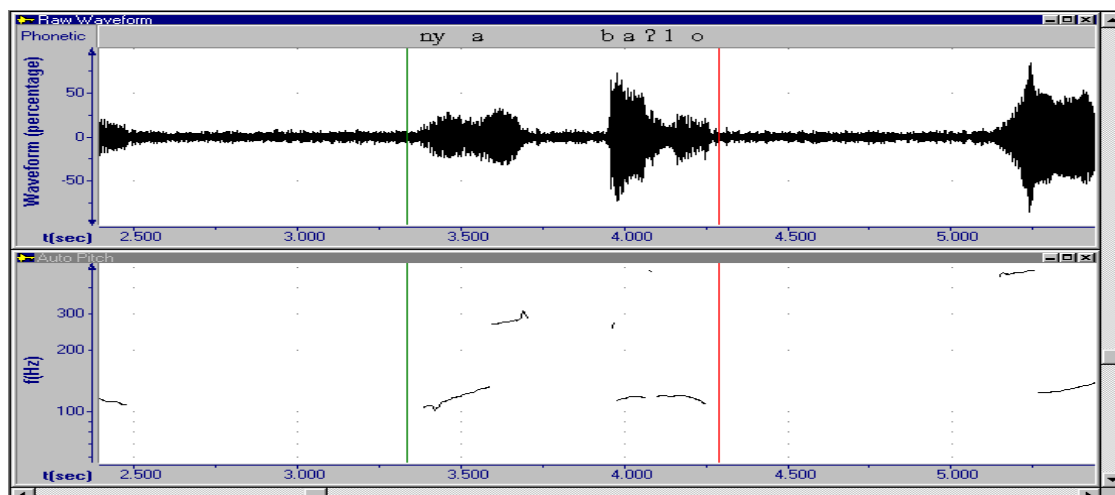 Raw Waveform
Phonetic ny a b a ʔ l o
Waveform (percentage)
50
0
-50
t(sec) 2.500 3.000 3.500 4.000 4.500 5.000
Auto Pitch
f(Hz)
300
200
100
t(sec) 2.500 3.000 3.500 4.000 4.500 5.000